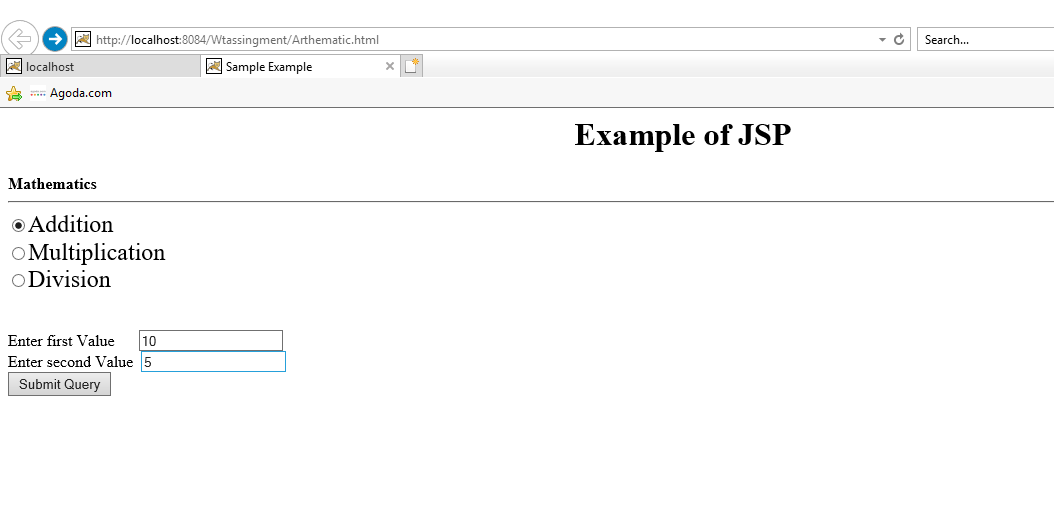 http://localhost:8084/Wtassingment/Arthematic.html
Search...
localhost
Sample Example
Agoda.com
Example of JSP
Mathematics
Addition
Multiplication
Division
Enter first Value 10
Enter second Value 5
Submit Query